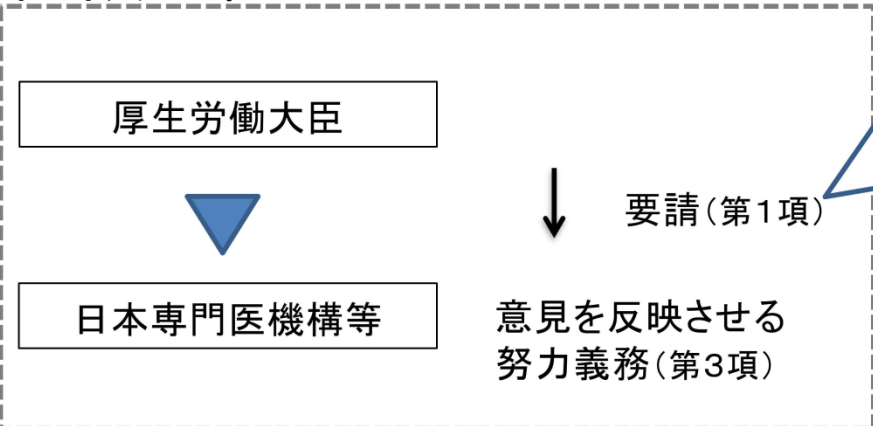 厚生労働大臣
要請(第1項)
日本専門医機構等
意見を反映させる
努力義務(第3項)